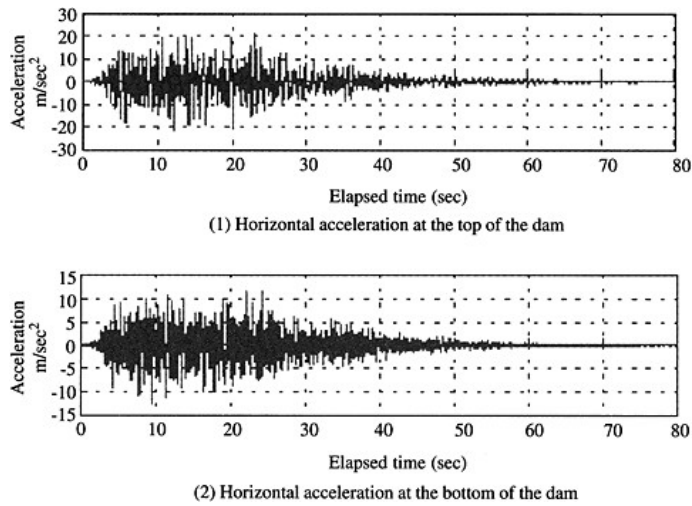 30
20
10
0
-10
-20
-30
Acceleration
m/sec²
0 10 20 30 40 50 60 70 80
Elapsed time (sec)
(1) Horizontal acceleration at the top of the dam
15
10
5
0
-5
-10
-15
Acceleration
m/sec²
0 10 20 30 40 50 60 70 80
Elapsed time (sec)
(2) Horizontal acceleration at the bottom of the dam